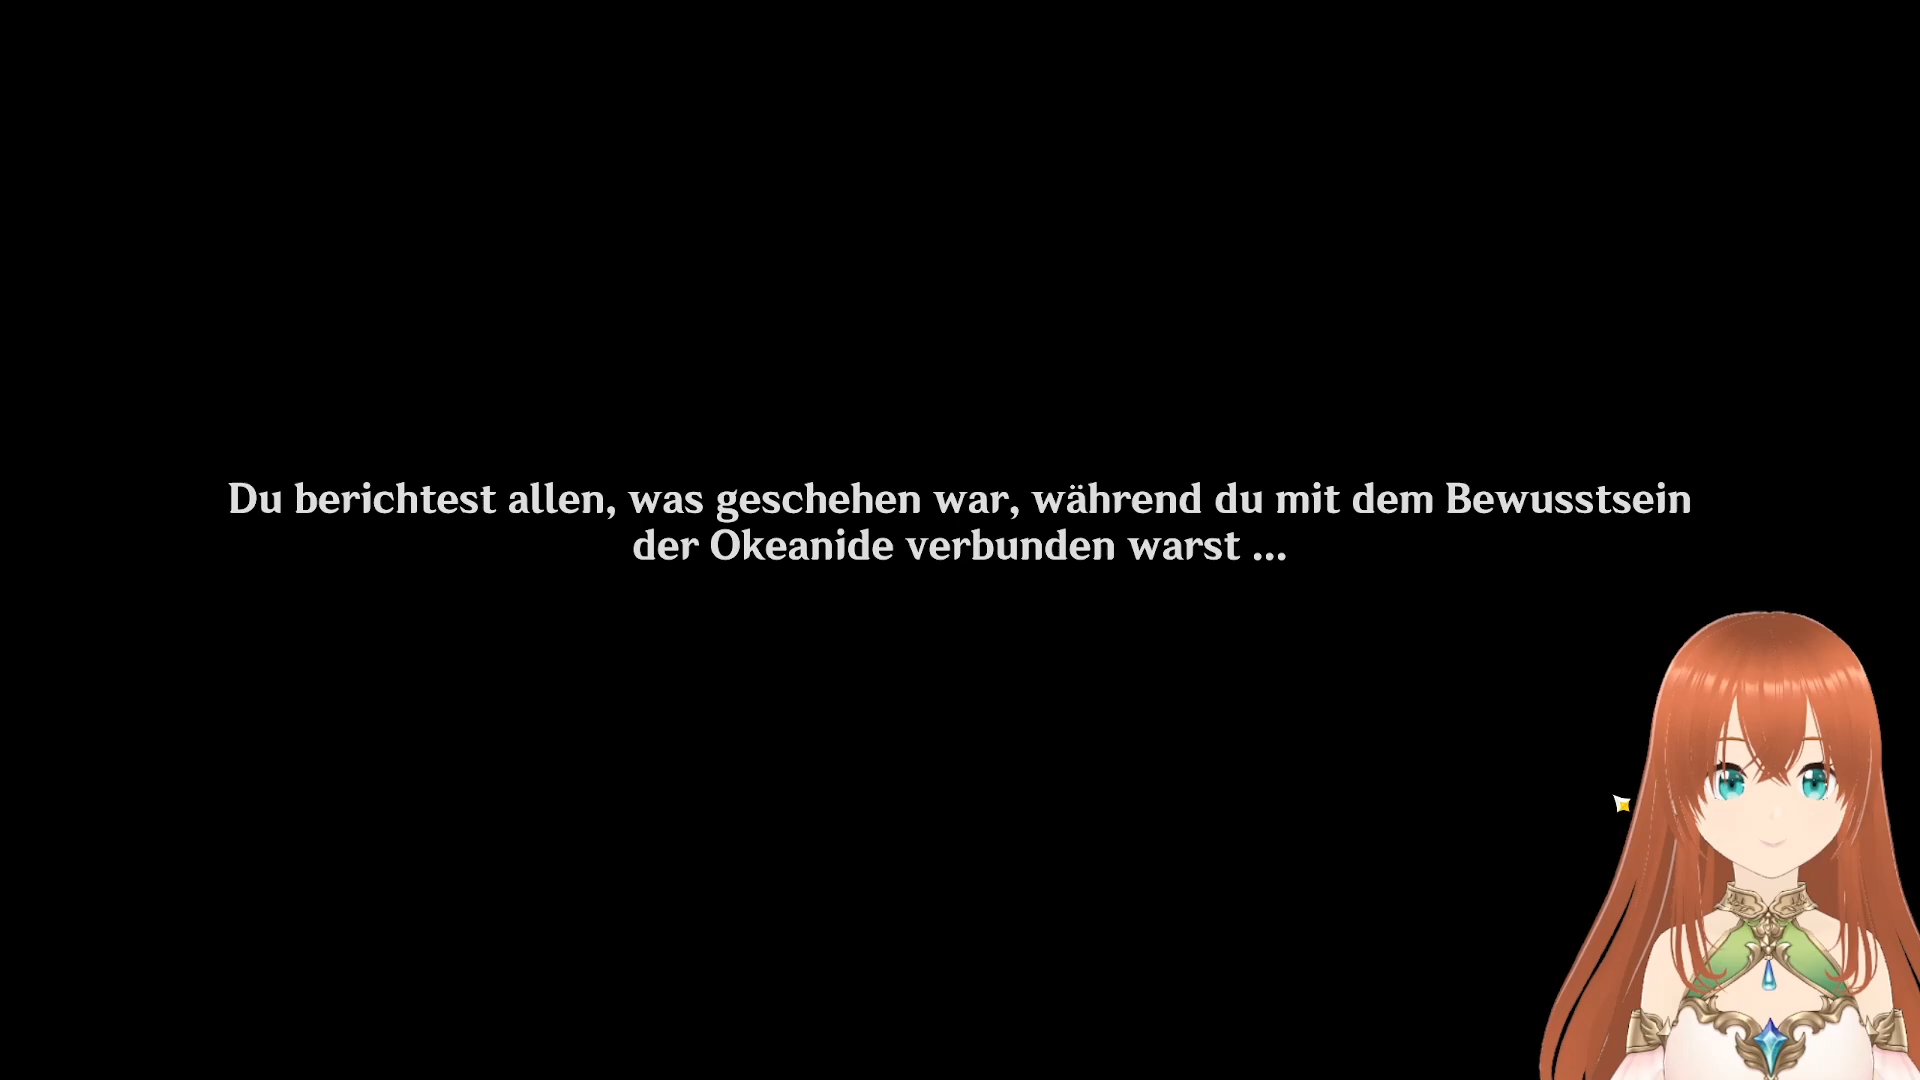 Du berichtest allen, was geschehen war, während du mit dem Bewusstsein
der Okeanide verbunden warst ...